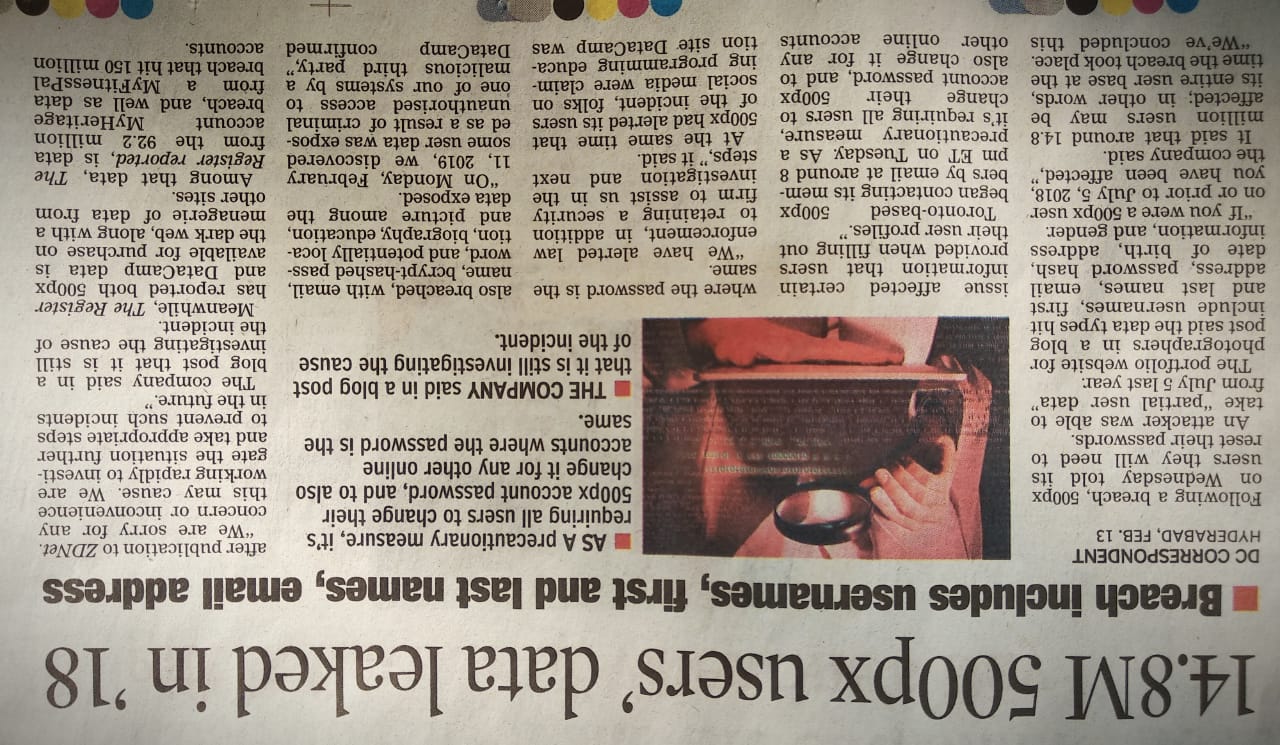 14.8M 500px users’ data leaked in ’18
■ Breach includes usernames, first, and last names, email address
DC CORRESPONDENT
HYDERABAD, FEB. 13
Following a breach, 500px
on Wednesday told its
users they will need to
reset their passwords.
An attacker was able to
take “partial user data”
from July 5 last year.
The portfolio website for
photographers in a blog
post said the data types hit
include usernames, first
and last names, email
address, password hash,
date of birth, address
information, and gender.
“If you were a 500px user
on or prior to July 5, 2018,
you have been affected,”
the company said.
It said that around 14.8
million users may be
affected; in other words,
its entire user base at the
time the breach took place.
“We’ve concluded this
issue affected certain
information that users
provided when filling out
their user profiles.”
Toronto-based 500px
began contacting its mem-
bers by email at around 8
pm ET on Tuesday. As a
precautionary measure,
it’s requiring all users to
change their 500px
account password, and to
also change it for any
other online accounts
where the password is the
same.
“We have alerted law
enforcement, in addition
to retaining a security
firm to assist us in the
investigation and next
steps,” it said.
At the same time that
500px had alerted its users
of the incident, folks on
social media were claim-
ing programming educa-
tion site DataCamp was
also breached, with email,
name, bcrypt-hashed pass-
word, and potentially loca-
tion, biography, education,
and picture among the
data exposed.
“On Monday, February
11, 2019, we discovered
some user data was expos-
ed as a result of criminal
unauthorised access to
one of our systems by a
malicious third party,”
DataCamp confirmed
■ AS A precautionary measure, it’s
requiring all users to change their
500px account password, and to also
change it for any other online
accounts where the password is the
same.
■ THE COMPANY said in a blog post
that it is still investigating the cause
of the incident.
after publication to ZDNet.
“We are sorry for any
concern or inconvenience
this may cause. We are
working rapidly to investi-
gate the situation further
and take appropriate steps
to prevent such incidents
in the future.”
The company said in a
blog post that it is still
investigating the cause of
the incident.
Meanwhile, The Register
has reported both 500px
and DataCamp data is
available for purchase on
the dark web, along with a
menagerie of data from
other sites.
Among that data, The
Register reported, is data
from the 92.2 million
account MyHeritage
breach, and well as data
from a MyFitnessPal
breach that hit 150 million
accounts.